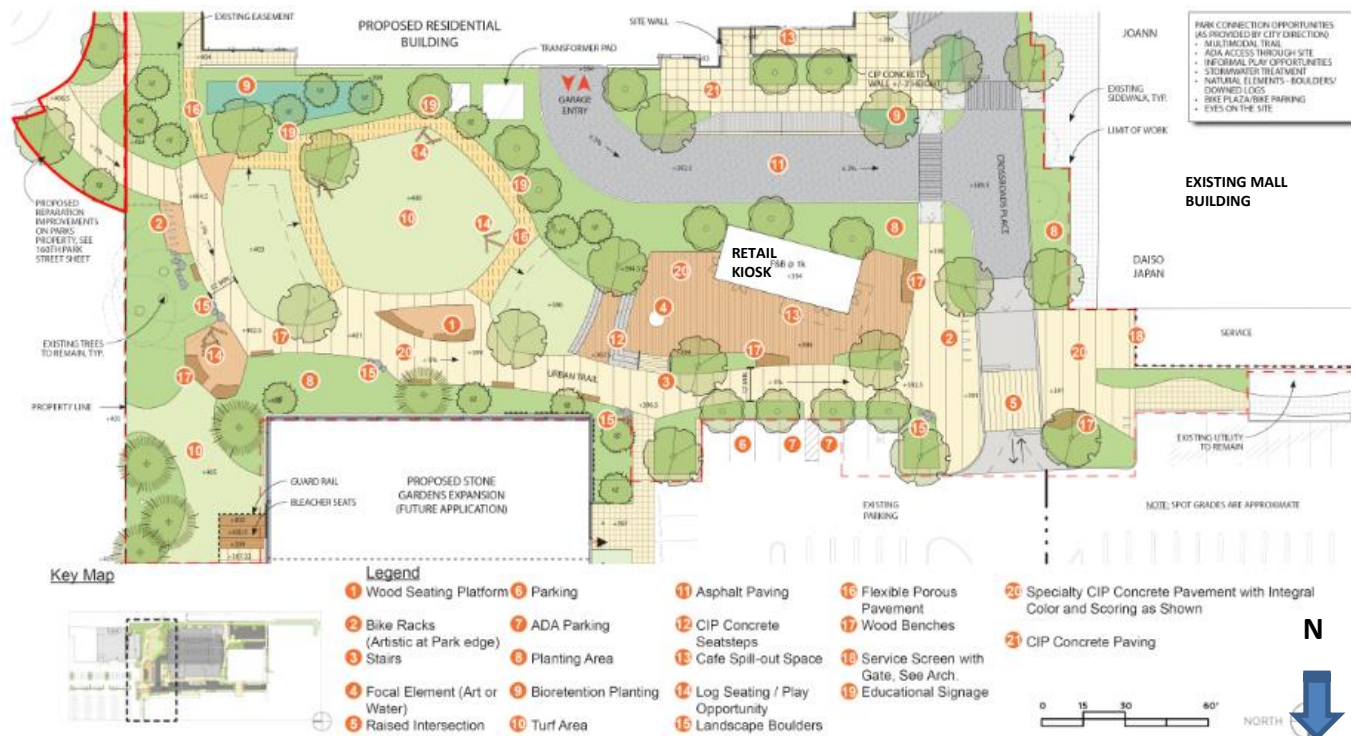 EXISTING EASEMENT
PROPOSED RESIDENTIAL
BUILDING
SITE WALL
TRANSFORMER PAD
GARAGE
ENTRY
CIP CONCRETE
WALL +/- 3' HEIGHT
JOANN
PARK CONNECTION OPPORTUNITIES
(AS PROVIDED BY CITY DIRECTION)
• MULTIMODAL TRAIL
• ADA ACCESS THROUGH SITE
• INFORMAL PLAY OPPORTUNITIES
• STORMWATER TREATMENT
• NATURAL ELEMENTS - BOULDERS/
DOWNED LOGS
• BIKE PLAZA/BIKE PARKING
• EYES ON THE SITE
EXISTING
SIDEWALK, TYP.
LIMIT OF WORK
CROSSROADS PLACE
EXISTING MALL
BUILDING
PROPOSED
REPARATION
IMPROVEMENTS
ON PARKS
PROPERTY, SEE
160TH PARK
STREET SHEET
RETAIL
KIOSK
F&B @ 1k
DAISO
JAPAN
EXISTING TREES
TO REMAIN, TYP.
SERVICE
URBAN TRAIL
PROPERTY LINE
EXISTING UTILITY
TO REMAIN
GUARD RAIL
BLEACHER SEATS
PROPOSED STONE
GARDENS EXPANSION
(FUTURE APPLICATION)
EXISTING
PARKING
NOTE: SPOT GRADES ARE APPROXIMATE
Key Map
Legend
1 Wood Seating Platform
2 Bike Racks
(Artistic at Park edge)
3 Stairs
4 Focal Element (Art or
Water)
5 Raised Intersection
6 Parking
7 ADA Parking
8 Planting Area
9 Bioretention Planting
10 Turf Area
11 Asphalt Paving
12 CIP Concrete
Seatsteps
13 Cafe Spill-out Space
14 Log Seating / Play
Opportunity
15 Landscape Boulders
16 Flexible Porous
Pavement
17 Wood Benches
18 Service Screen with
Gate, See Arch.
19 Educational Signage
20 Specialty CIP Concrete Pavement with Integral
Color and Scoring as Shown
21 CIP Concrete Paving
N
0 15 30 60'
NORTH